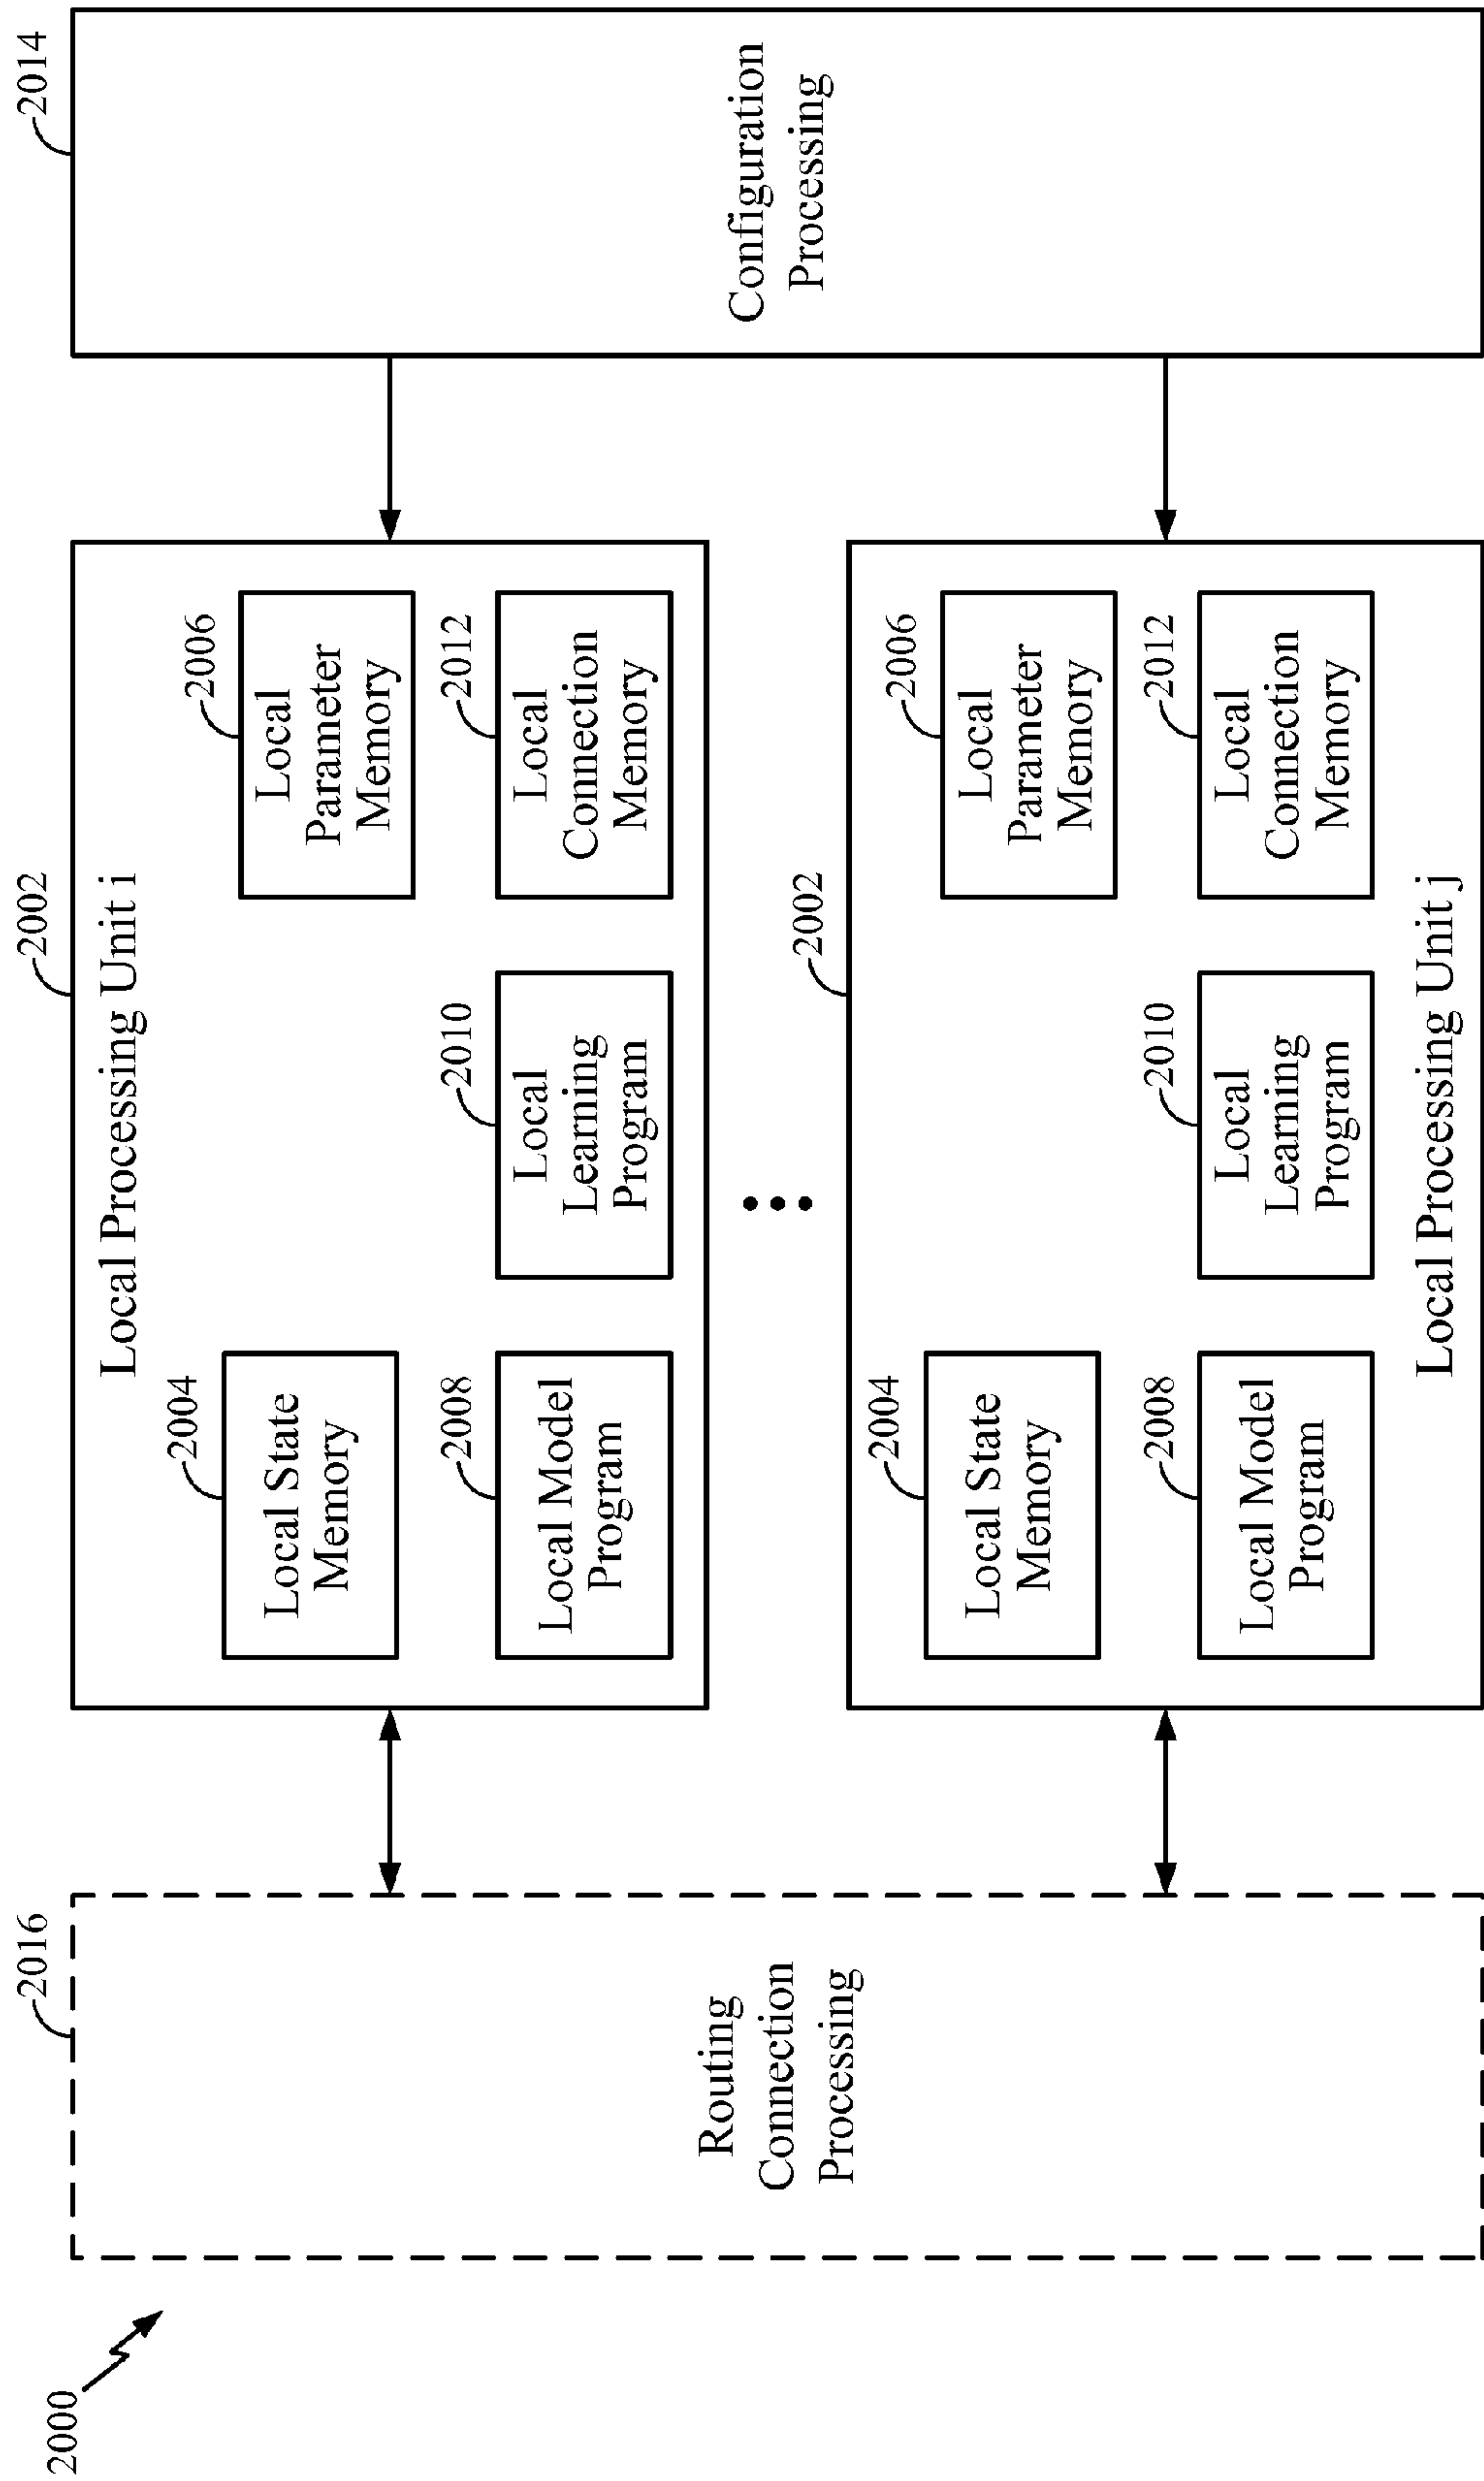 2000
2016
Routing
Connection
Processing
2002
Local Processing Unit i
2004
Local State
Memory
2006
Local
Parameter
Memory
2008
Local Model
Program
2010
Local
Learning
Program
2012
Local
Connection
Memory
2002
2004
Local State
Memory
2006
Local
Parameter
Memory
2008
Local Model
Program
2010
Local
Learning
Program
2012
Local
Connection
Memory
Local Processing Unit j
2014
Configuration
Processing